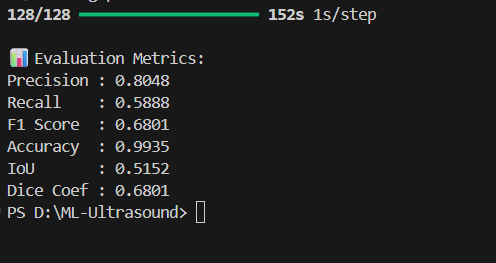 128/128 ━━━━━━━━━━━━━━━━━━━━ 152s 1s/step
📊 Evaluation Metrics:
Precision : 0.8048
Recall    : 0.5888
F1 Score  : 0.6801
Accuracy  : 0.9935
IoU       : 0.5152
Dice Coef : 0.6801
PS D:\ML-Ultrasound>